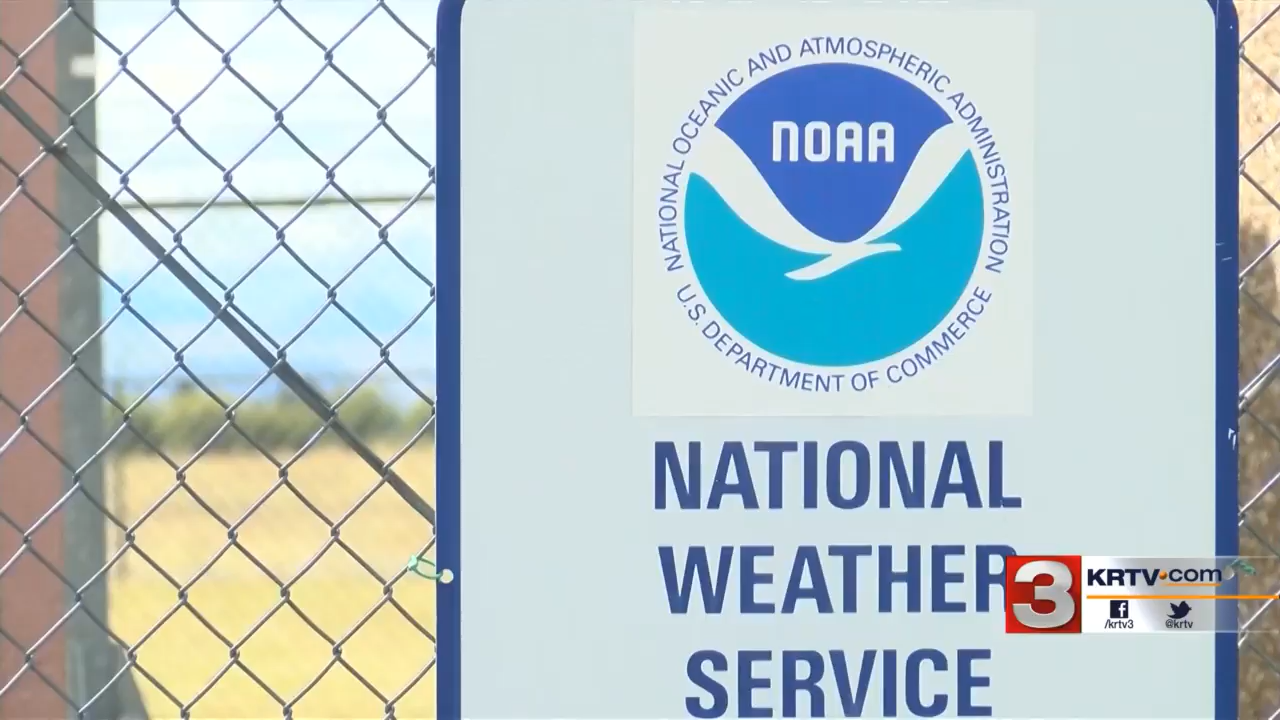 NATIONAL OCEANIC AND ATMOSPHERIC ADMINISTRATION
NOAA
U.S. DEPARTMENT OF COMMERCE
NATIONAL
WEATHER
SERVICE
3 KRTV.com
/krtv3 @krtv